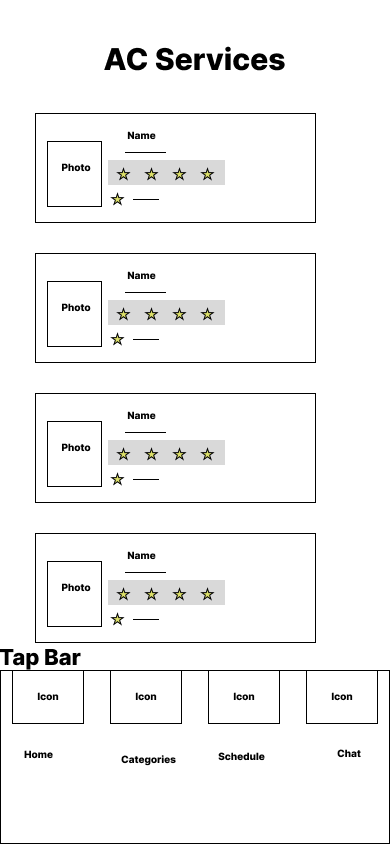 AC Services
Name
Photo
Name
Photo
Name
Photo
Name
Photo
Tap Bar
Icon Icon Icon Icon
Home Categories Schedule Chat